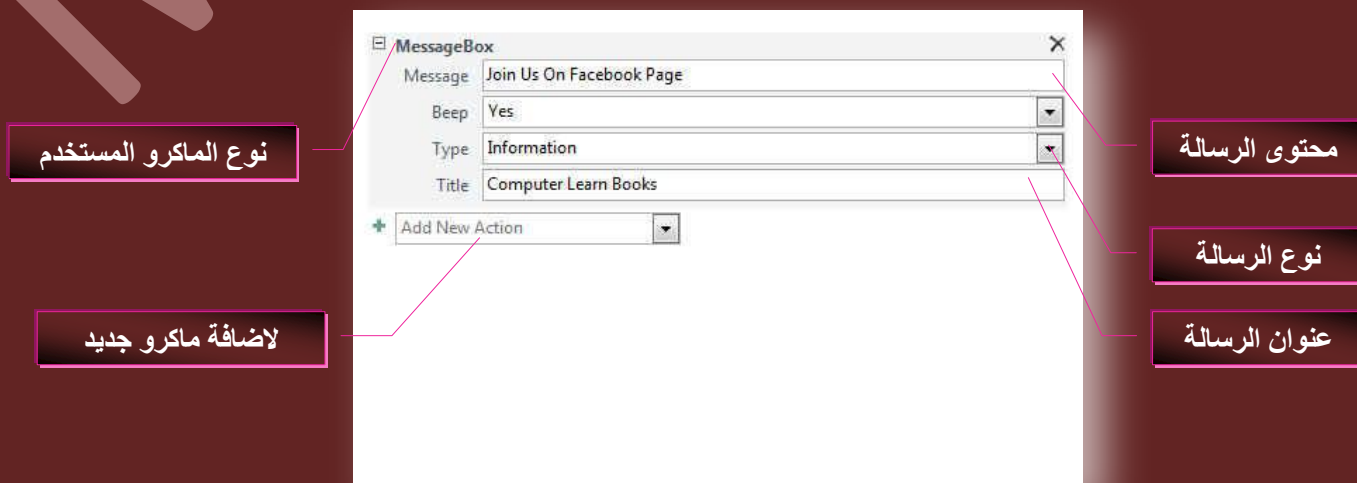 MessageBox
Message Join Us On Facebook Page
Beep Yes
محتوى الرسالة
نوع الماكرو المستخدم
Type Information
Title Computer Learn Books
Add New Action
نوع الرسالة
لاضافة ماكرو جديد
عنوان الرسالة